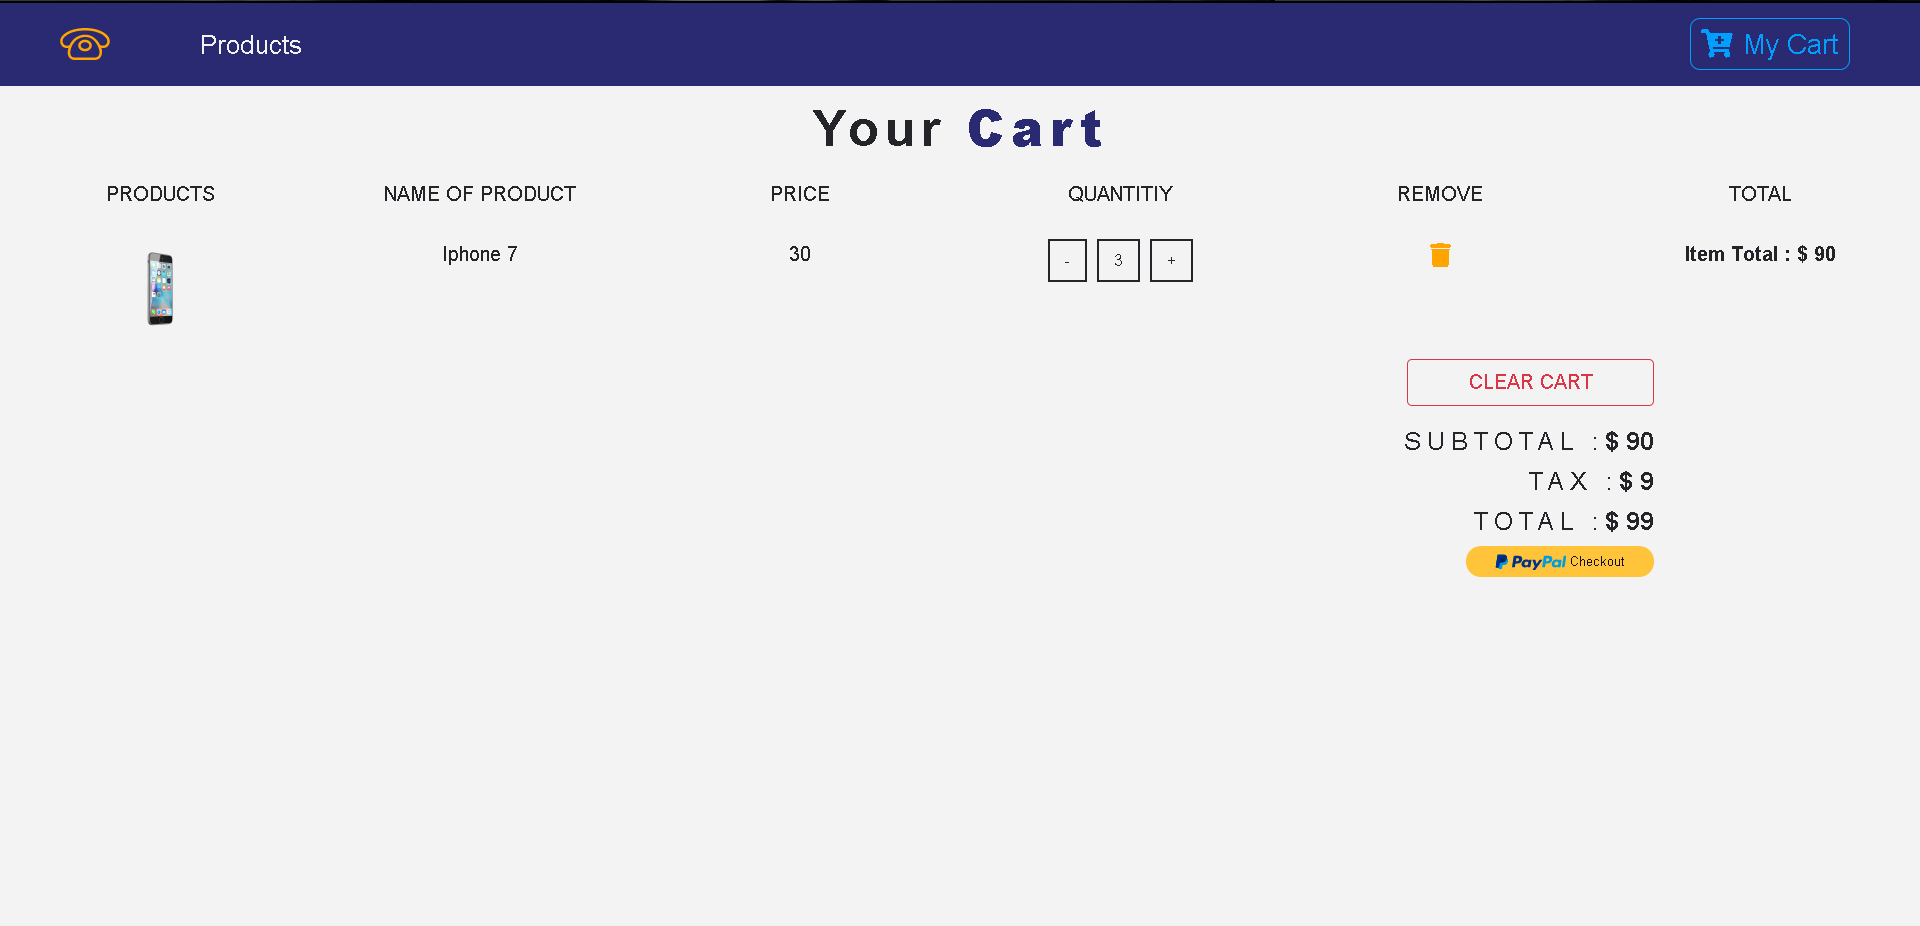 Products
My Cart
Your Cart
PRODUCTS NAME OF PRODUCT PRICE QUANTITIY REMOVE TOTAL
Iphone 7 30 - 3 + Item Total : $ 90
CLEAR CART
SUBTOTAL : $ 90
TAX : $ 9
TOTAL : $ 99
PayPal Checkout